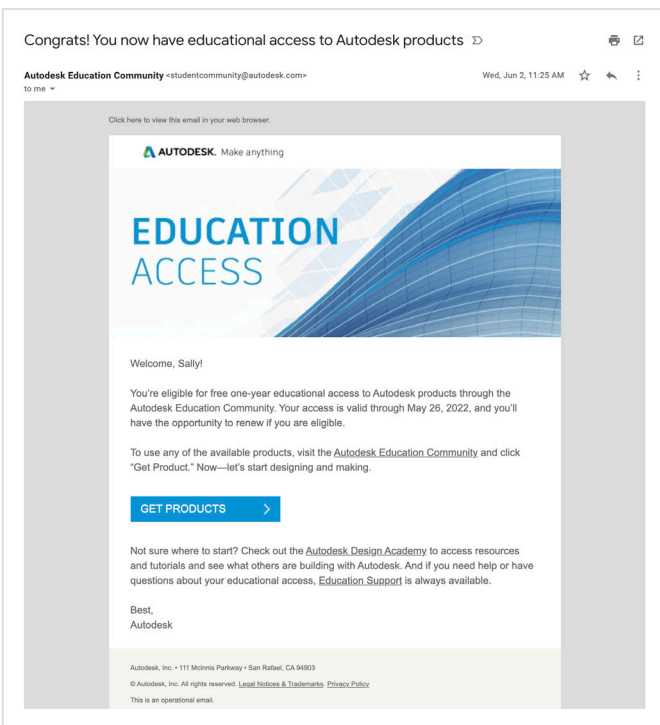 Congrats! You now have educational access to Autodesk products
Autodesk Education Community <studentcommunity@autodesk.com>
Wed, Jun 2, 11:25 AM
to me
Click here to view this email in your web browser.
AUTODESK. Make anything
EDUCATION
ACCESS
Welcome, Sally!
You're eligible for free one-year educational access to Autodesk products through the
Autodesk Education Community. Your access is valid through May 26, 2022, and you'll
have the opportunity to renew if you are eligible.
To use any of the available products, visit the Autodesk Education Community and click
“Get Product.” Now—let's start designing and making.
GET PRODUCTS
Not sure where to start? Check out the Autodesk Design Academy to access resources
and tutorials and see what others are building with Autodesk. And if you need help or have
questions about your educational access, Education Support is always available.
Best,
Autodesk
Autodesk, Inc. • 111 McInnis Parkway • San Rafael, CA 94903
© Autodesk, Inc. All rights reserved. Legal Notices & Trademarks. Privacy Policy
This is an operational email.